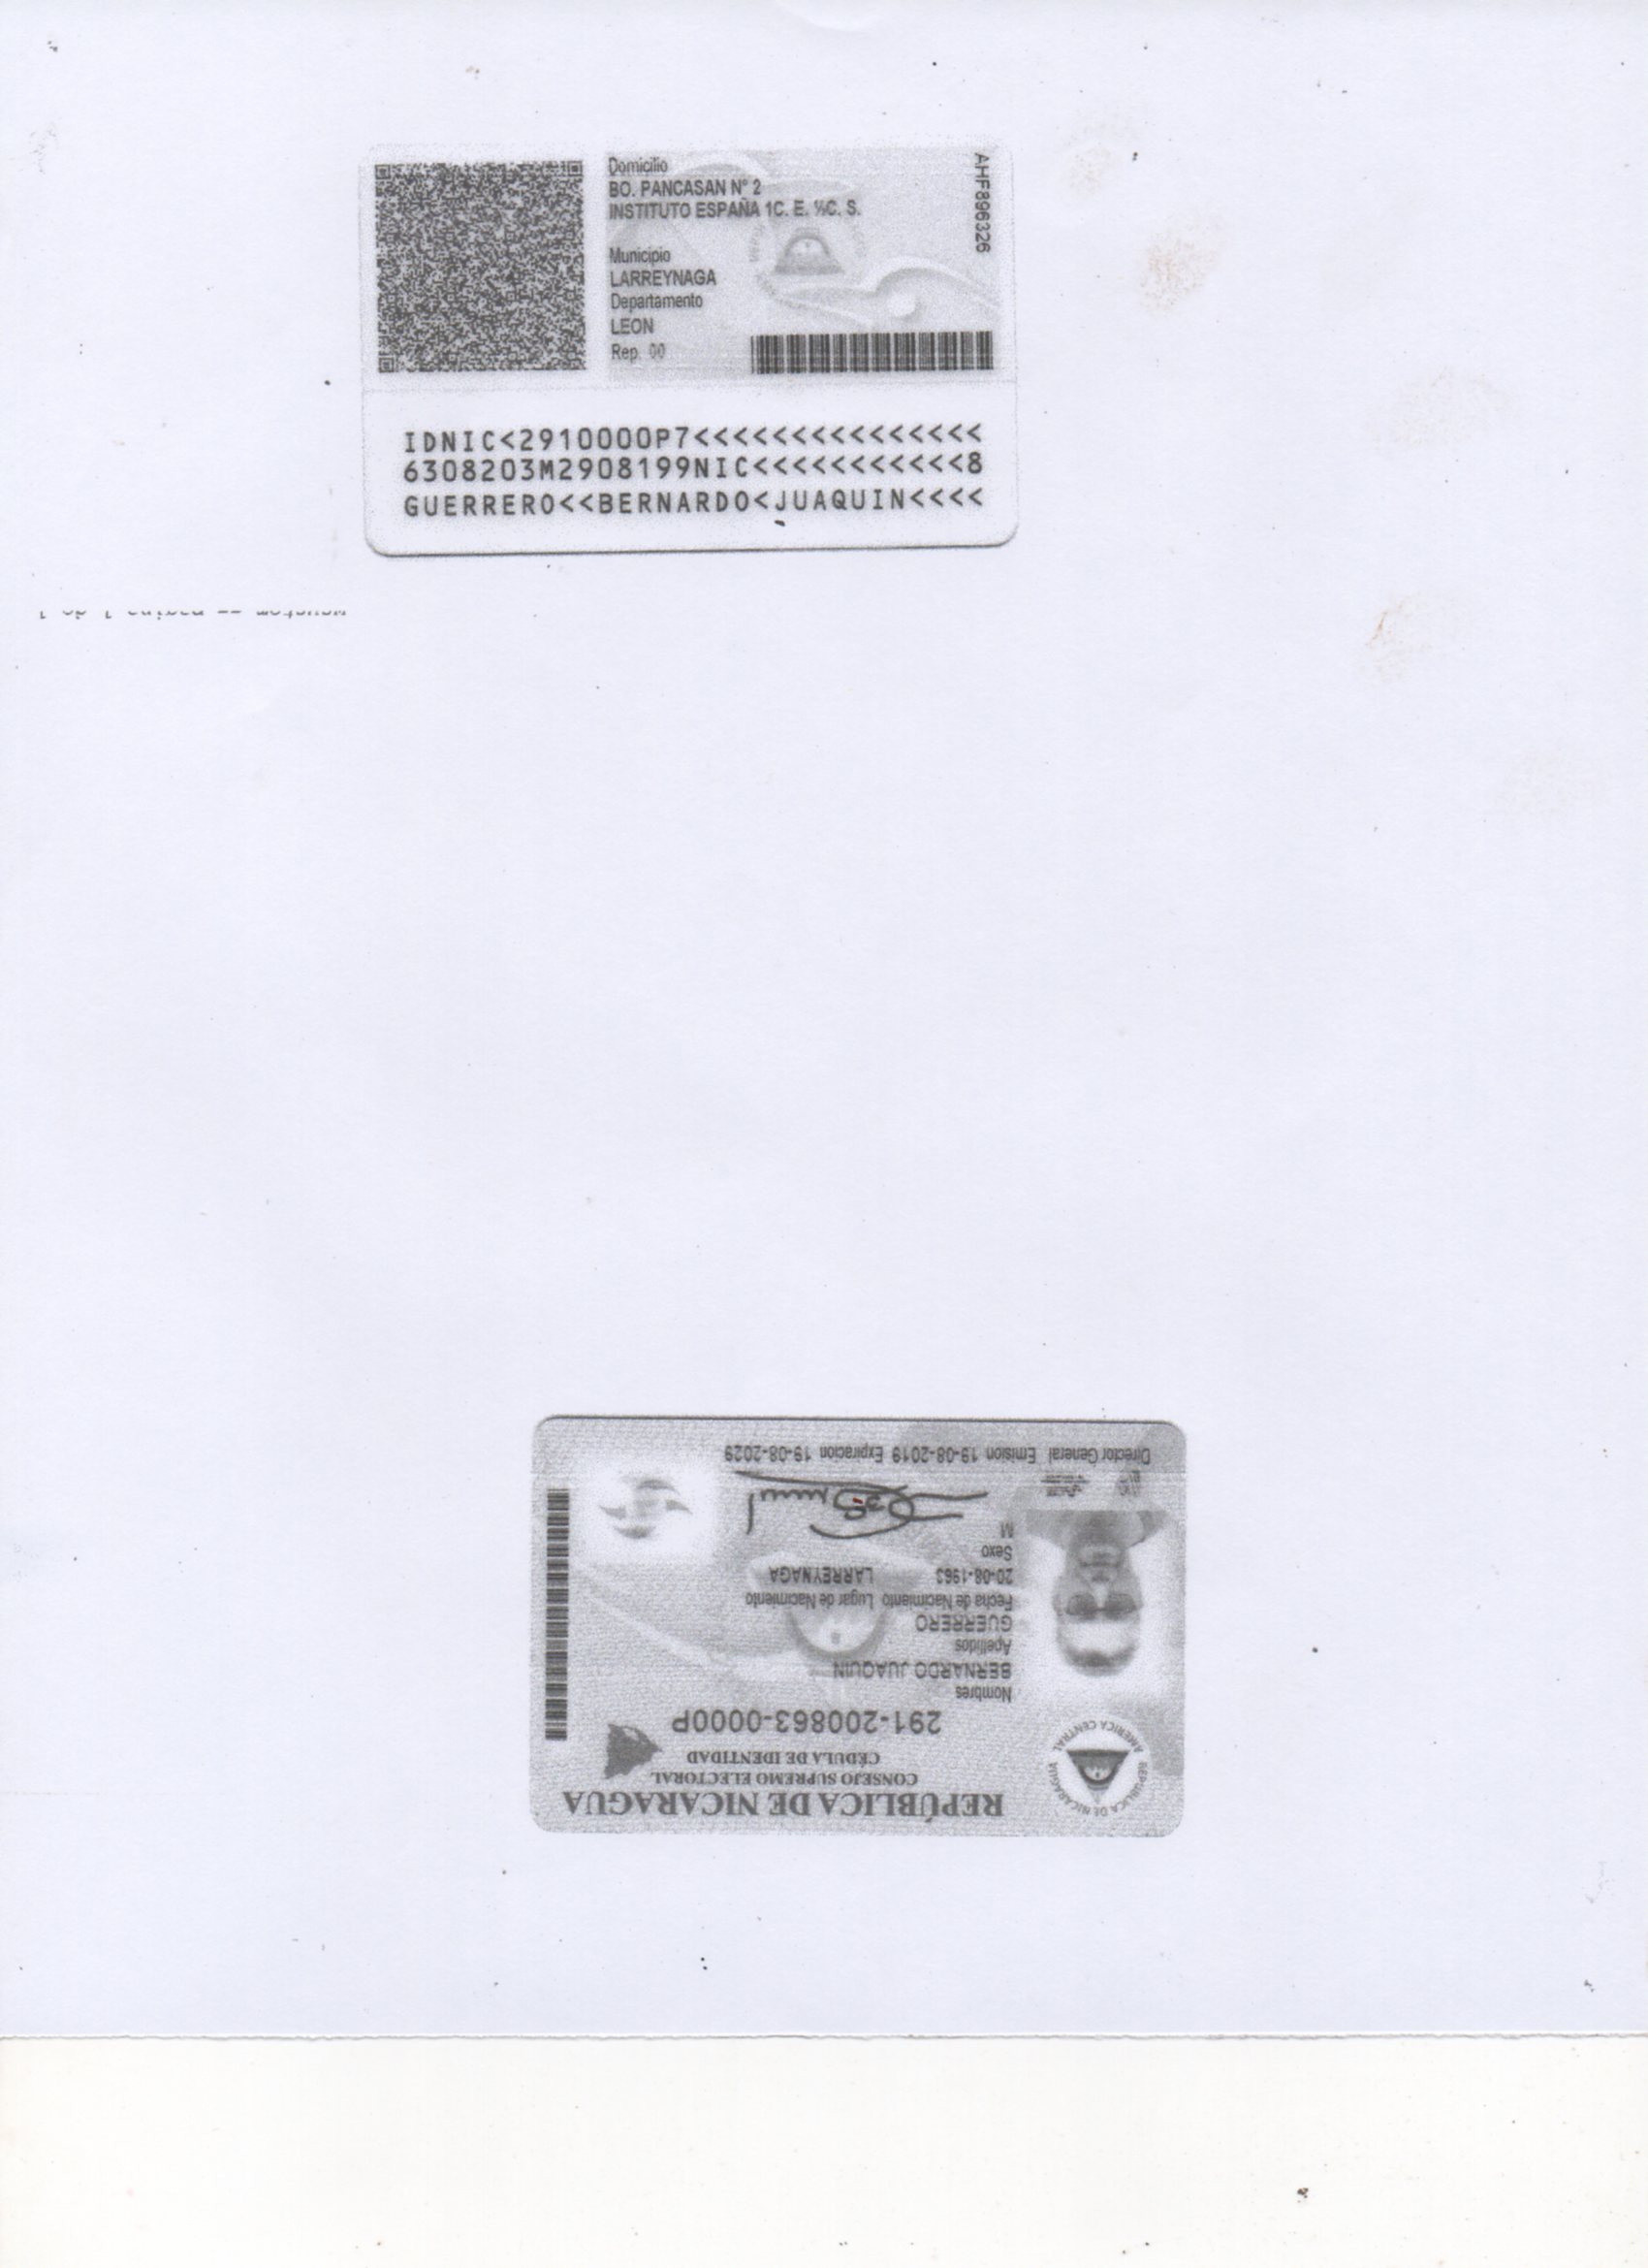 Domicilio
BO. PANCASAN N° 2
INSTITUTO ESPAÑA 1C. E. ½C. S.
AHF896326
Municipio
LARREYNAGA
Departamento
LEON
Rep. 00
IDNIC<2910000P7<<<<<<<<<<<<<<<
6308203M2908199NIC<<<<<<<<<<<8
GUERRERO<<BERNARDO<JUAQUIN<<<<
REPÚBLICA DE NICARAGUA
CONSEJO SUPREMO ELECTORAL
CÉDULA DE IDENTIDAD
REPUBLICA DE NICARAGUA
AMERICA CENTRAL
291-200863-0000P
Nombres
BERNARDO JUAQUIN
Apellidos
GUERRERO
Fecha de Nacimiento Lugar de Nacimiento
20-08-1963 LARREYNAGA
Sexo
M
Director General Emision 19-08-2019 Expiracion 19-08-2029